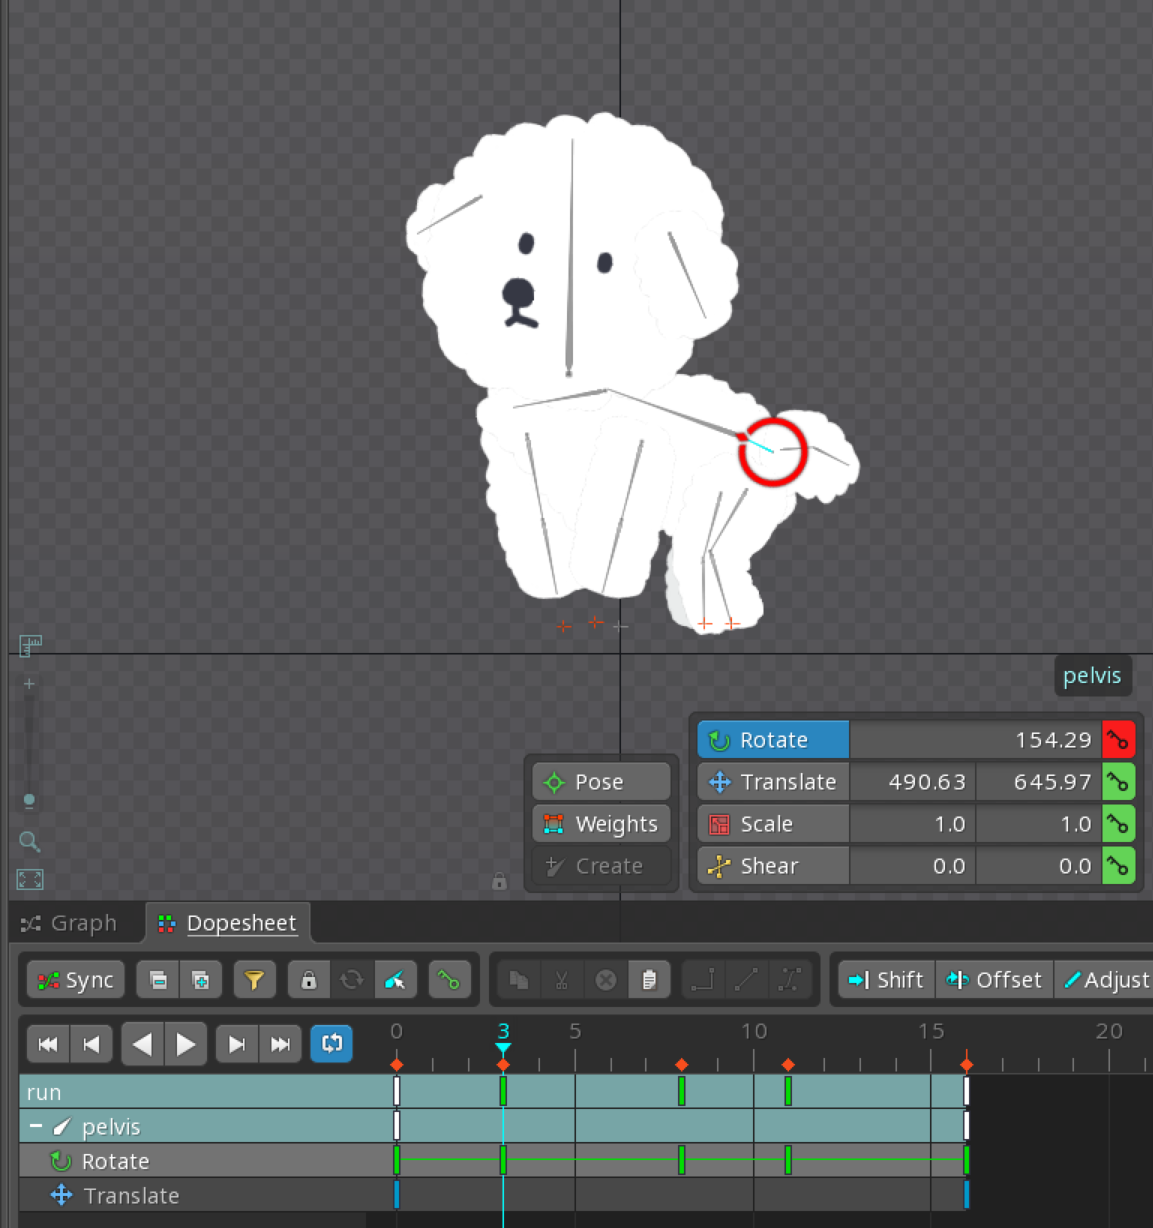 pelvis
Rotate 154.29
Pose Translate 490.63 645.97
Weights Scale 1.0 1.0
Create Shear 0.0 0.0
Graph Dopesheet
Sync Shift Offset Adjust
0 3 5 10 15 20
run
pelvis
Rotate
Translate